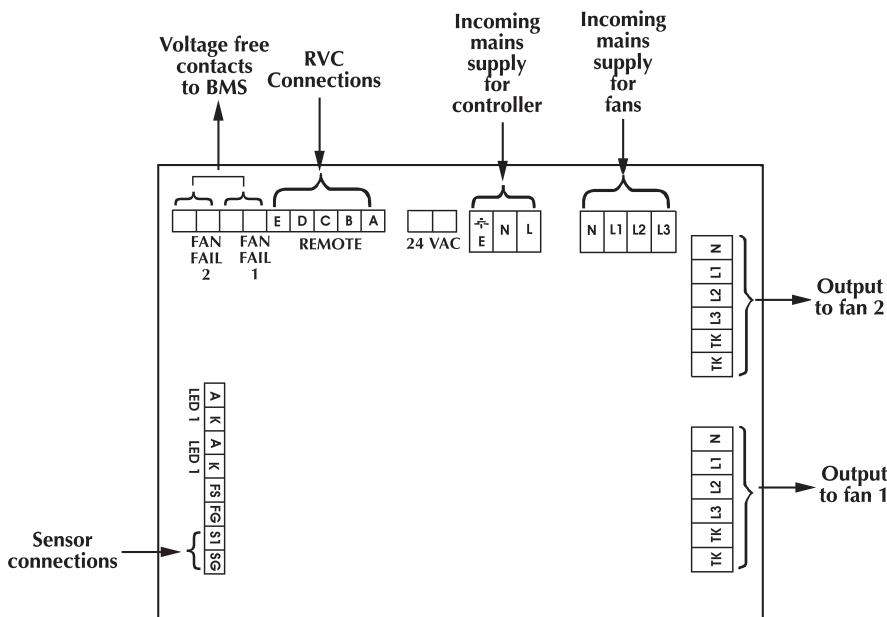 Voltage free
contacts
to BMS
RVC
Connections
Incoming
mains
supply
for
controller
Incoming
mains
supply
for
fans
E D C B A
FAN
FAIL
2
FAN
FAIL
1
REMOTE
24 VAC
E N L
N L1 L2 L3
N
L1
L2
L3
TK
TK
Output
to fan 2
LED 1
LED 1
A
K
A
K
FS
FG
S1
SG
Sensor
connections
N
L1
L2
L3
TK
TK
Output
to fan 1